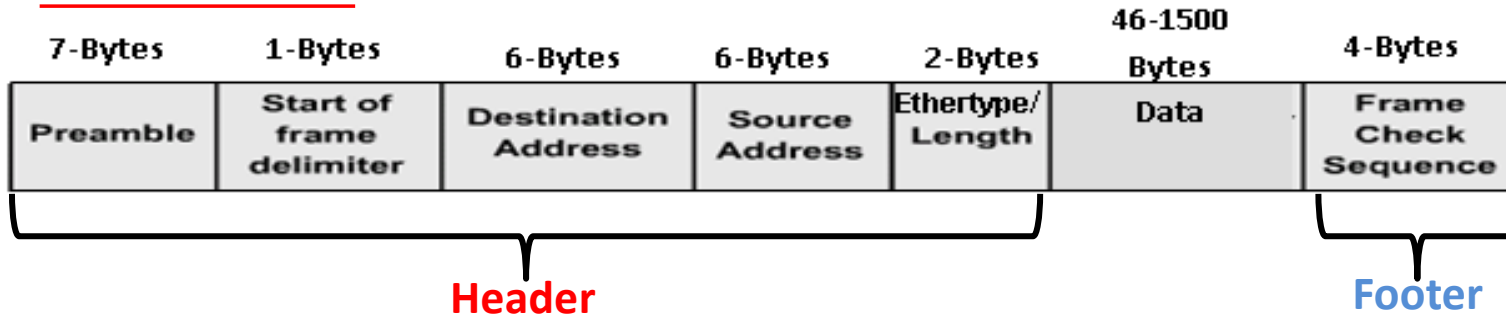 7-Bytes 1-Bytes 6-Bytes 6-Bytes 2-Bytes 46-1500 Bytes 4-Bytes
Preamble
Start of
frame
delimiter
Destination
Address
Source
Address
Ethertype/
Length
Data
Frame
Check
Sequence
Header
Footer